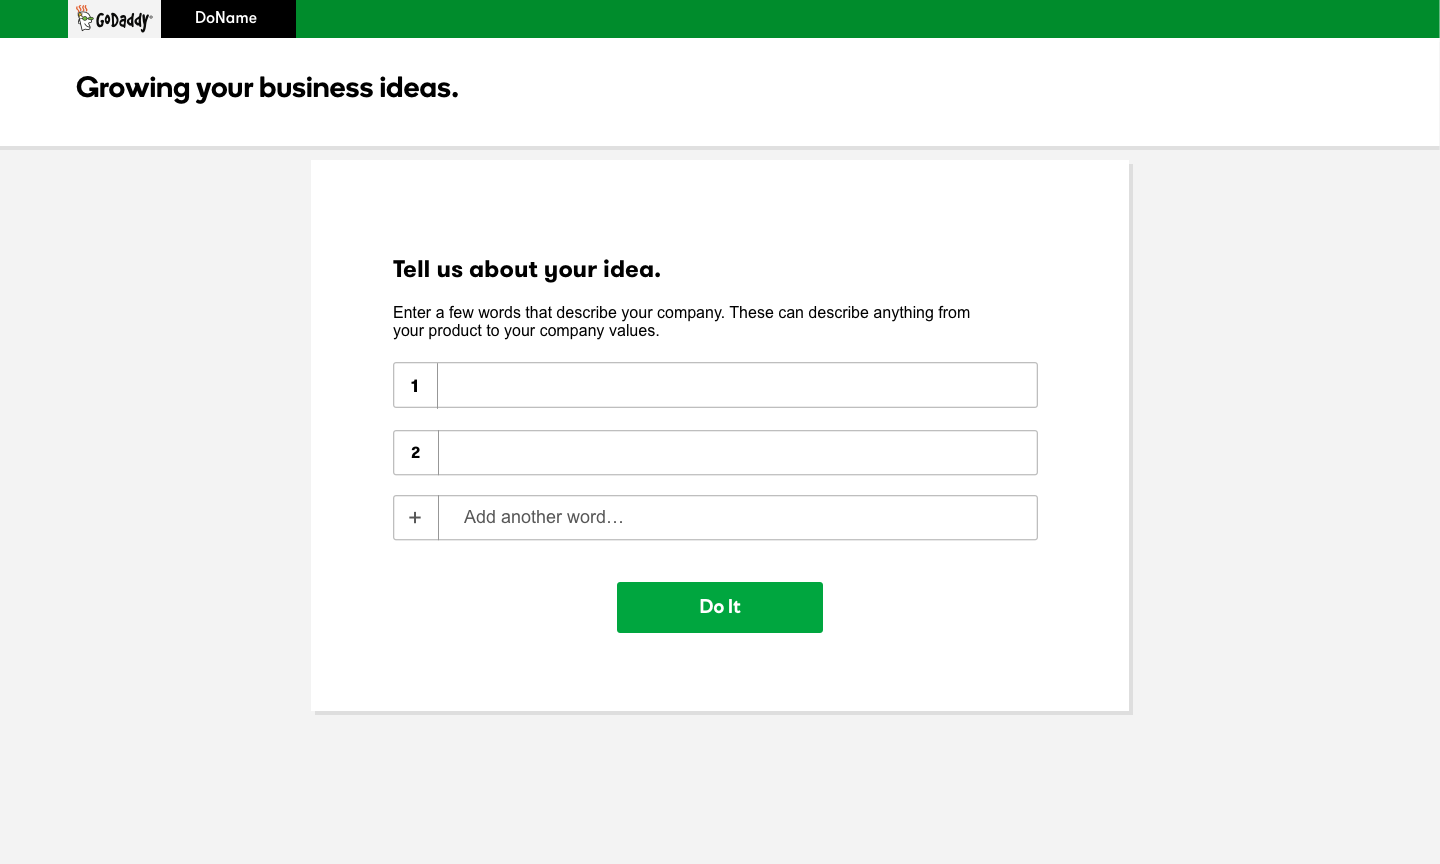 GoDaddy
DoName
Growing your business ideas.
Tell us about your idea.
Enter a few words that describe your company. These can describe anything from
your product to your company values.
1
2
+ Add another word…
Do It